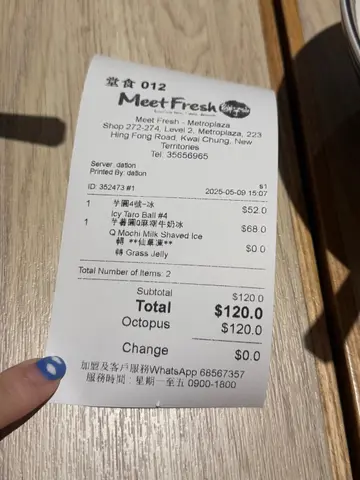 堂食 012
Meet Fresh
Meet Fresh - Metroplaza
Shop 272-274, Level 2, Metroplaza, 223
Hing Fong Road, Kwai Chung, New
Territories
Tel: 35656965
Server: dation
Printed By: dation
s1
ID: 352473 #1 2025-05-09 15:07
1 芋圓4號-冰 $52.0
Icy Taro Ball #4
1 芋薯圓Q麻糬牛奶冰 $68.0
Q Mochi Milk Shaved Ice
轉 **仙草凍** $0.0
轉 Grass Jelly
Total Number of Items: 2
Subtotal $120.0
Total $120.0
Octopus $120.0
Change $0.0
加盟及客戶服務WhatsApp 68567357
服務時間：星期一至五 0900-1800